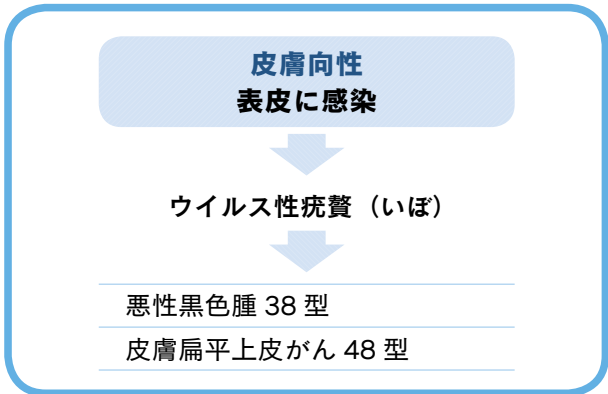 皮膚向性
表皮に感染
ウイルス性疣贅（いぼ）
悪性黒色腫 38 型
皮膚扁平上皮がん 48 型